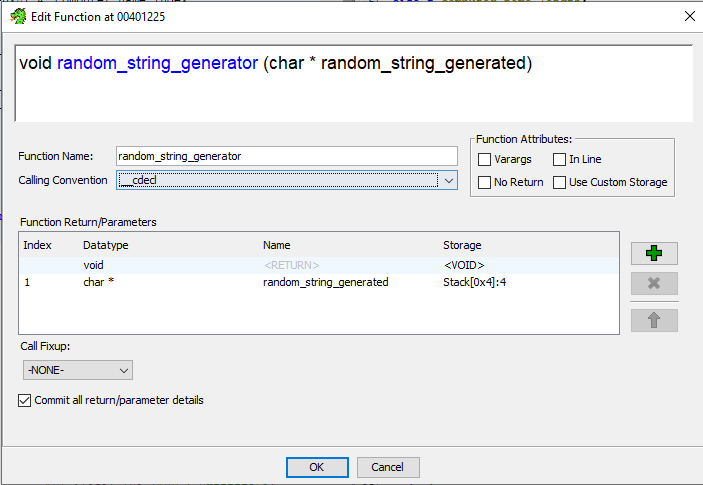 Edit Function at 00401225
void random_string_generator (char * random_string_generated)
Function Name: random_string_generator
Calling Convention __cdecl
Function Attributes:
Varargs In Line
No Return Use Custom Storage
Function Return/Parameters
Index Datatype Name Storage
void <RETURN> <VOID>
1 char * random_string_generated Stack[0x4]:4
Call Fixup:
-NONE-
Commit all return/parameter details
OK Cancel